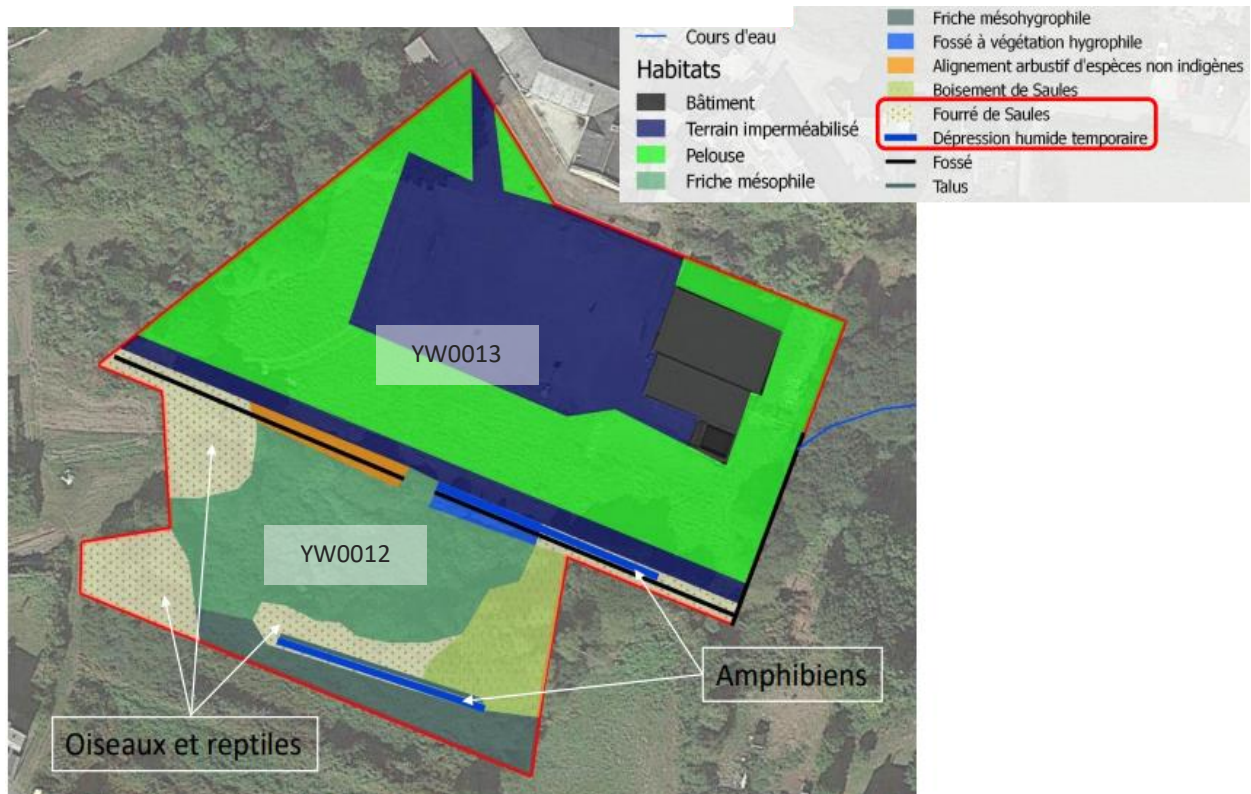 Cours d'eau
Habitats
Bâtiment
Terrain imperméabilisé
Pelouse
Friche mésophile
Friche mésohygrophile
Fossé à végétation hygrophile
Alignement arbustif d'espèces non indigènes
Boisement de Saules
Fourré de Saules
Dépression humide temporaire
Fossé
Talus
YW0013
YW0012
Amphibiens
Oiseaux et reptiles